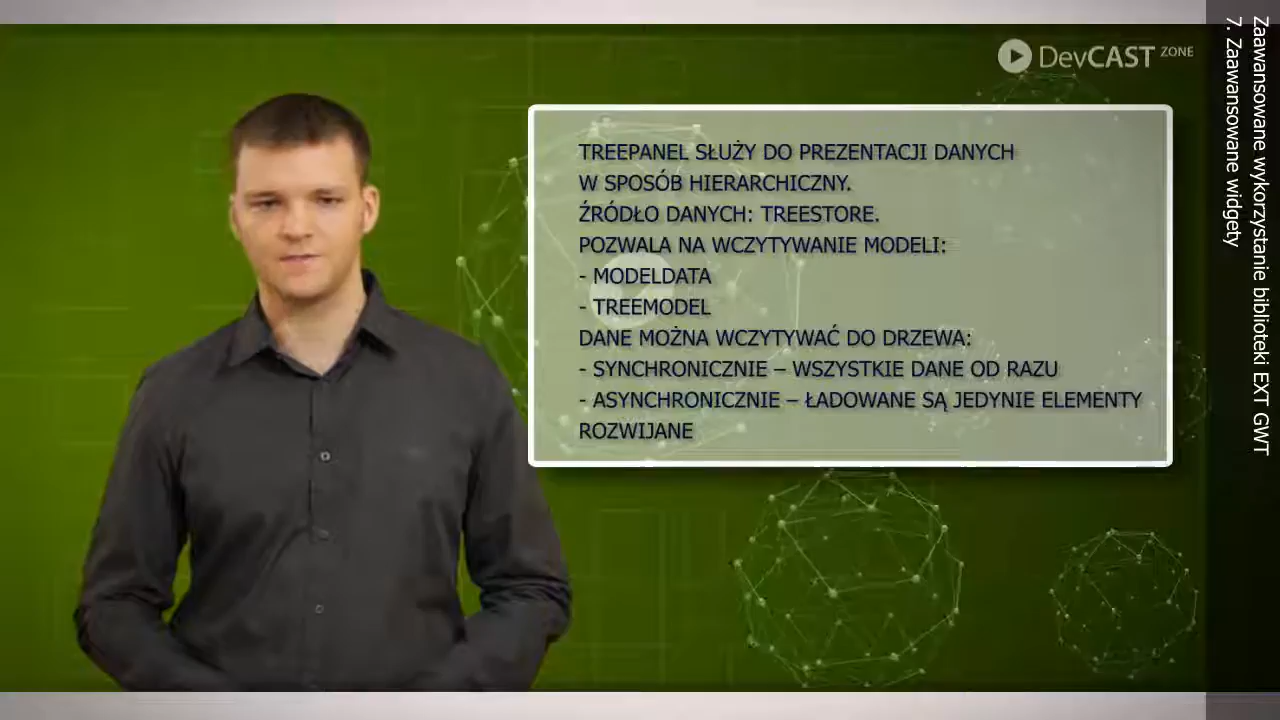 DevCAST ZONE
TREEPANEL SŁUŻY DO PREZENTACJI DANYCH
W SPOSÓB HIERARCHICZNY.
ŹRÓDŁO DANYCH: TREESTORE.
POZWALA NA WCZYTYWANIE MODELI:
- MODELDATA
- TREEMODEL
DANE MOŻNA WCZYTYWAĆ DO DRZEWA:
- SYNCHRONICZNIE – WSZYSTKIE DANE OD RAZU
- ASYNCHRONICZNIE – ŁADOWANE SĄ JEDYNIE ELEMENTY
ROZWIJANE
Zaawansowane wykorzystanie biblioteki EXT GWT
7. Zaawansowane widgety